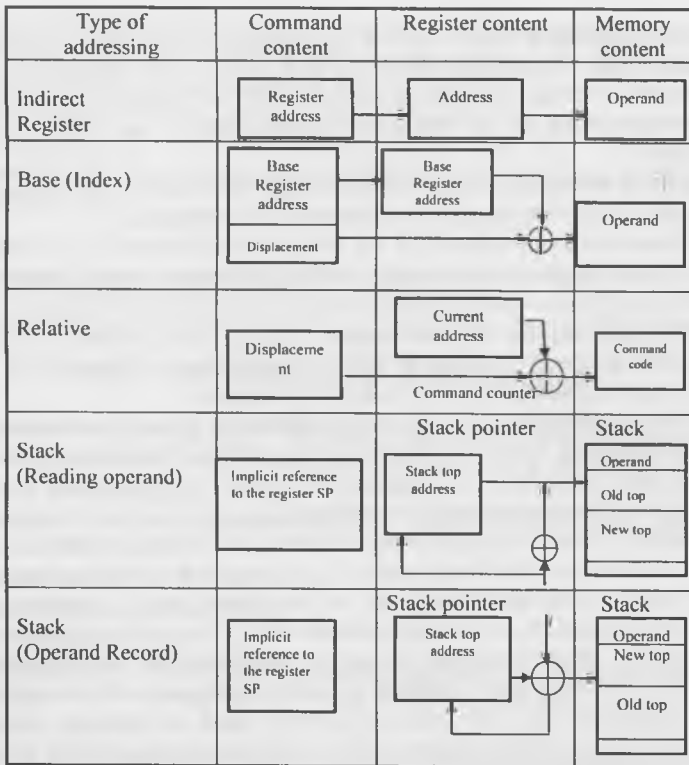 Type of
addressing
Command
content
Register content
Memory
content
Indirect
Register
Register
address
Address
Operand
Base (Index)
Base
Register
address
Displacement
Base
Register
address
Operand
Relative
Displaceme
nt
Current
address
Command counter
Command
code
Stack
(Reading operand)
Implicit reference
to the register SP
Stack pointer
Stack top
address
Stack
Operand
Old top
New top
Stack
(Operand Record)
Implicit
reference to
the register
SP
Stack pointer
Stack top
address
Stack
Operand
New top
Old top